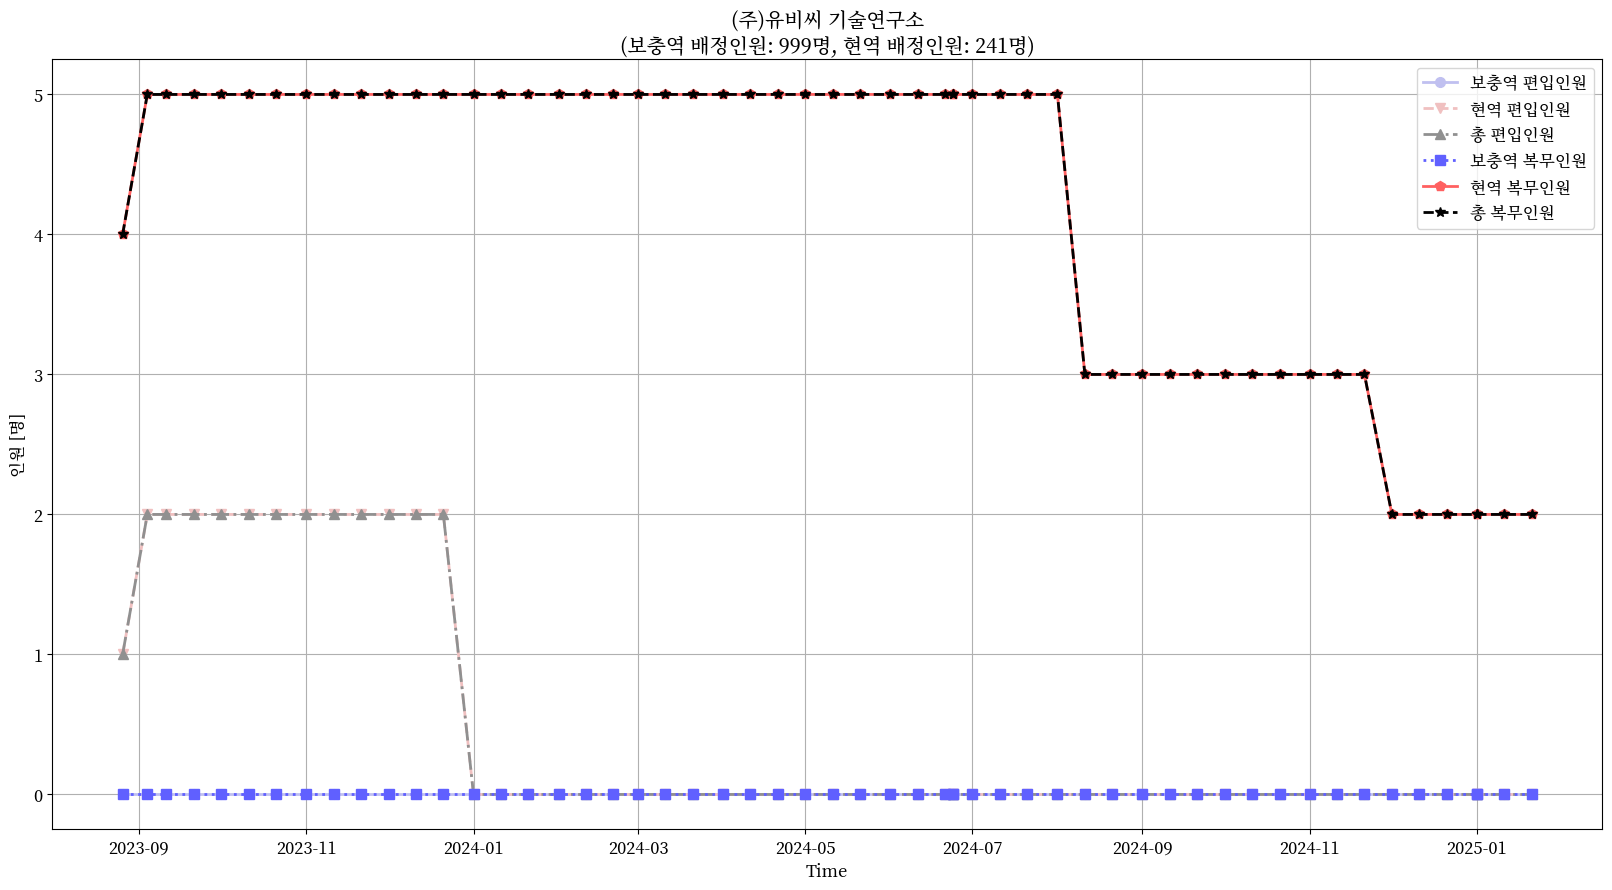 (주)유비씨 기술연구소
(보충역 배정인원: 999명, 현역 배정인원: 241명)
보충역 편입인원
현역 편입인원
총 편입인원
보충역 복무인원
현역 복무인원
총 복무인원
인원 [명]
5
4
3
2
1
0
2023-09
2023-11
2024-01
2024-03
2024-05
2024-07
2024-09
2024-11
2025-01
Time